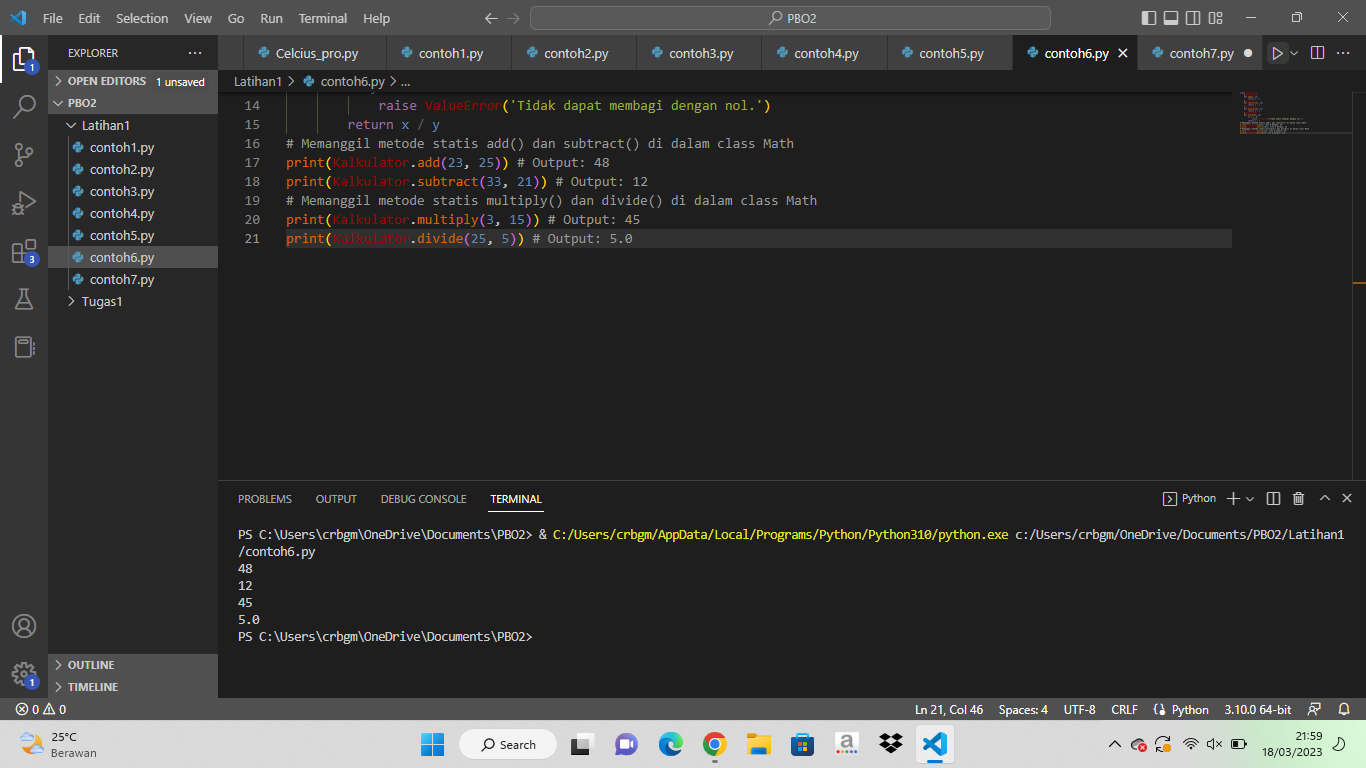 File Edit Selection View Go Run Terminal Help
PBO2
EXPLORER
Celcius_pro.py contoh1.py contoh2.py contoh3.py contoh4.py contoh5.py contoh6.py contoh7.py
OPEN EDITORS 1 unsaved
PBO2
Latihan1
contoh1.py
contoh2.py
contoh3.py
contoh4.py
contoh5.py
contoh6.py
contoh7.py
Tugas1
OUTLINE
TIMELINE
1
3
1
Latihan1 > contoh6.py > ...
14 raise ValueError('Tidak dapat membagi dengan nol.')
15 return x / y
16 # Memanggil metode statis add() dan subtract() di dalam class Math
17 print(Kalkulator.add(23, 25)) # Output: 48
18 print(Kalkulator.subtract(33, 21)) # Output: 12
19 # Memanggil metode statis multiply() dan divide() di dalam class Math
20 print(Kalkulator.multiply(3, 15)) # Output: 45
21 print(Kalkulator.divide(25, 5)) # Output: 5.0
PROBLEMS OUTPUT DEBUG CONSOLE TERMINAL
Python
PS C:\Users\crbgm\OneDrive\Documents\PBO2> & C:/Users/crbgm/AppData/Local/Programs/Python/Python310/python.exe c:/Users/crbgm/OneDrive/Documents/PBO2/Latihan1
/contoh6.py
48
12
45
5.0
PS C:\Users\crbgm\OneDrive\Documents\PBO2>
0 0
Ln 21, Col 46 Spaces: 4 UTF-8 CRLF Python 3.10.0 64-bit
25°C
Berawan
Search
a
21:59
18/03/2023